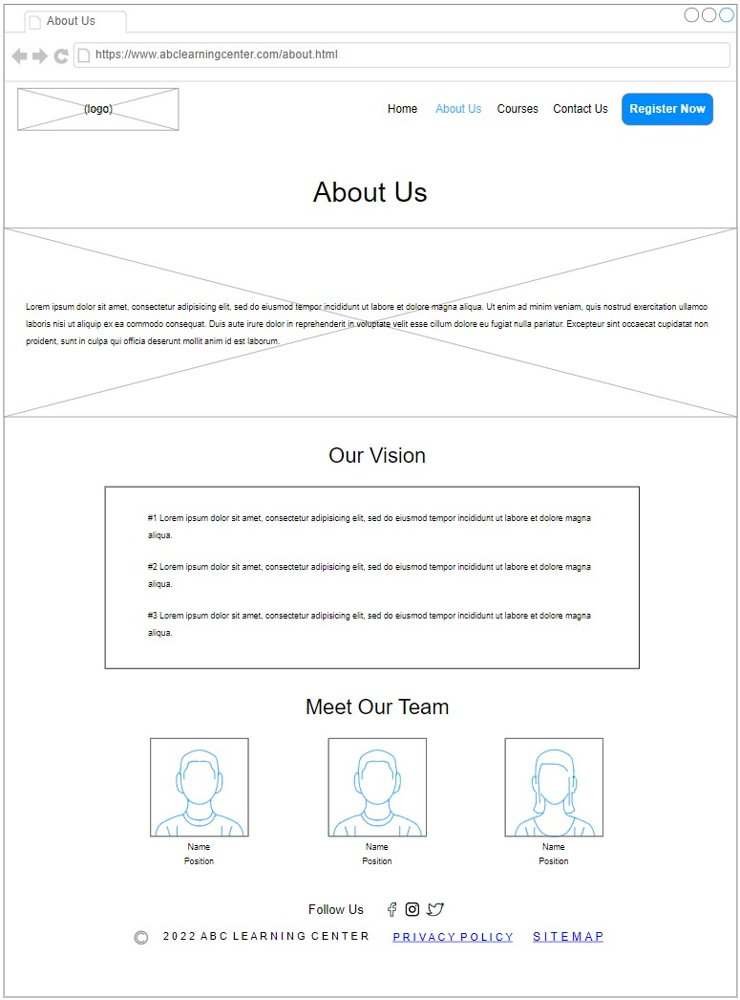 About Us
https://www.abclearningcenter.com/about.html
(logo)
Home About Us Courses Contact Us Register Now
About Us
Lorem ipsum dolor sit amet, consectetur adipisicing elit, sed do eiusmod tempor incididunt ut labore et dolore magna aliqua. Ut enim ad minim veniam, quis nostrud exercitation ullamco
laboris nisi ut aliquip ex ea commodo consequat. Duis aute irure dolor in reprehenderit in voluptate velit esse cillum dolore eu fugiat nulla pariatur. Excepteur sint occaecat cupidatat non
proident, sunt in culpa qui officia deserunt mollit anim id est laborum.
Our Vision
#1 Lorem ipsum dolor sit amet, consectetur adipisicing elit, sed do eiusmod tempor incididunt ut labore et dolore magna
aliqua.
#2 Lorem ipsum dolor sit amet, consectetur adipisicing elit, sed do eiusmod tempor incididunt ut labore et dolore magna
aliqua.
#3 Lorem ipsum dolor sit amet, consectetur adipisicing elit, sed do eiusmod tempor incididunt ut labore et dolore magna
aliqua.
Meet Our Team
Name Name Name
Position Position Position
Follow Us
© 2022 ABC LEARNING CENTER PRIVACY POLICY SITEMAP